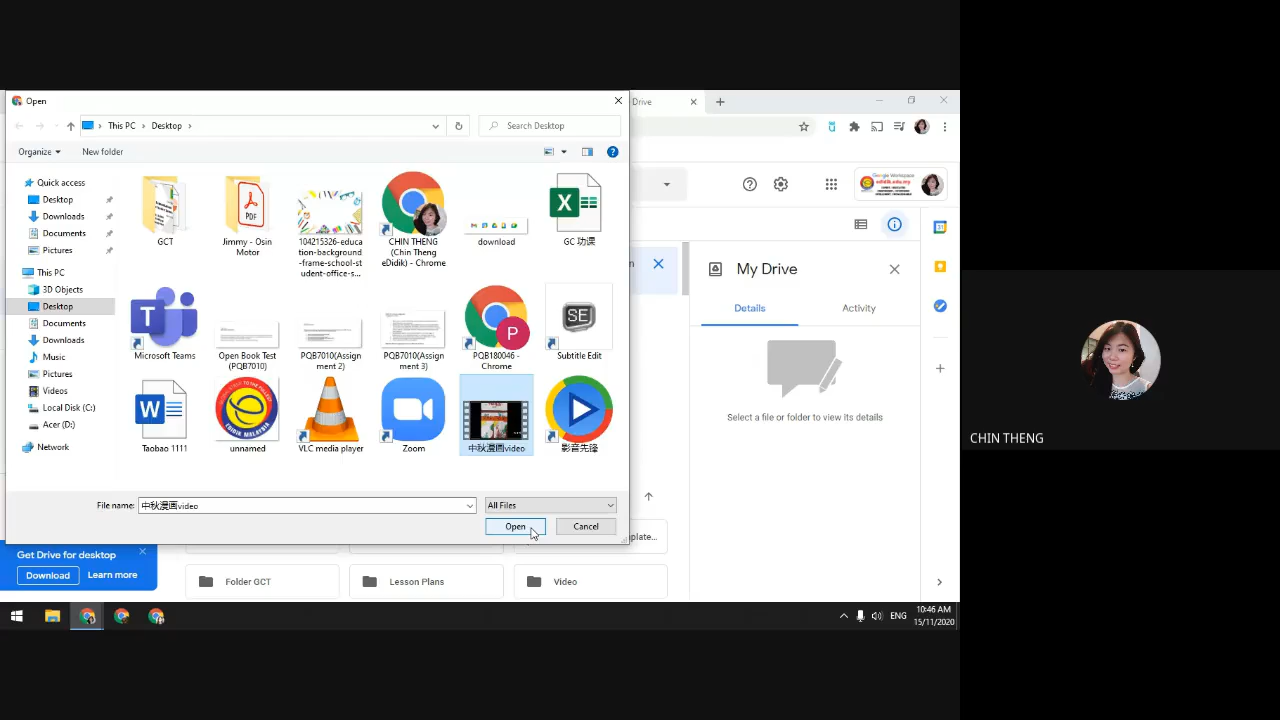 Open
This PC
Desktop
Search Desktop
Organize
New folder
Quick access
Desktop
Downloads
Documents
Pictures
This PC
3D Objects
Desktop
Documents
Downloads
Music
Pictures
Videos
Local Disk (C:)
Acer (D:)
Network
GCT
Jimmy - Osin
Motor
104215326-educa
tion-background
-frame-school-st
udent-office-s...
CHIN THENG
(Chin Theng
eDidik) - Chrome
download
GC 功课
Microsoft Teams
Open Book Test
(PQB7010)
PQB7010(Assign
ment 2)
PQB7010(Assign
ment 3)
PQB180046 -
Chrome
Subtitle Edit
Taobao 1111
unnamed
VLC media player
Zoom
中秋漫画video
影音先锋
File name:
中秋漫画video
All Files
Open
Cancel
Drive
Google Workspace
My Drive
Details
Activity
Select a file or folder to view its details
plate...
Get Drive for desktop
Download
Learn more
Folder GCT
Lesson Plans
Video
ENG
10:46 AM
15/11/2020
CHIN THENG